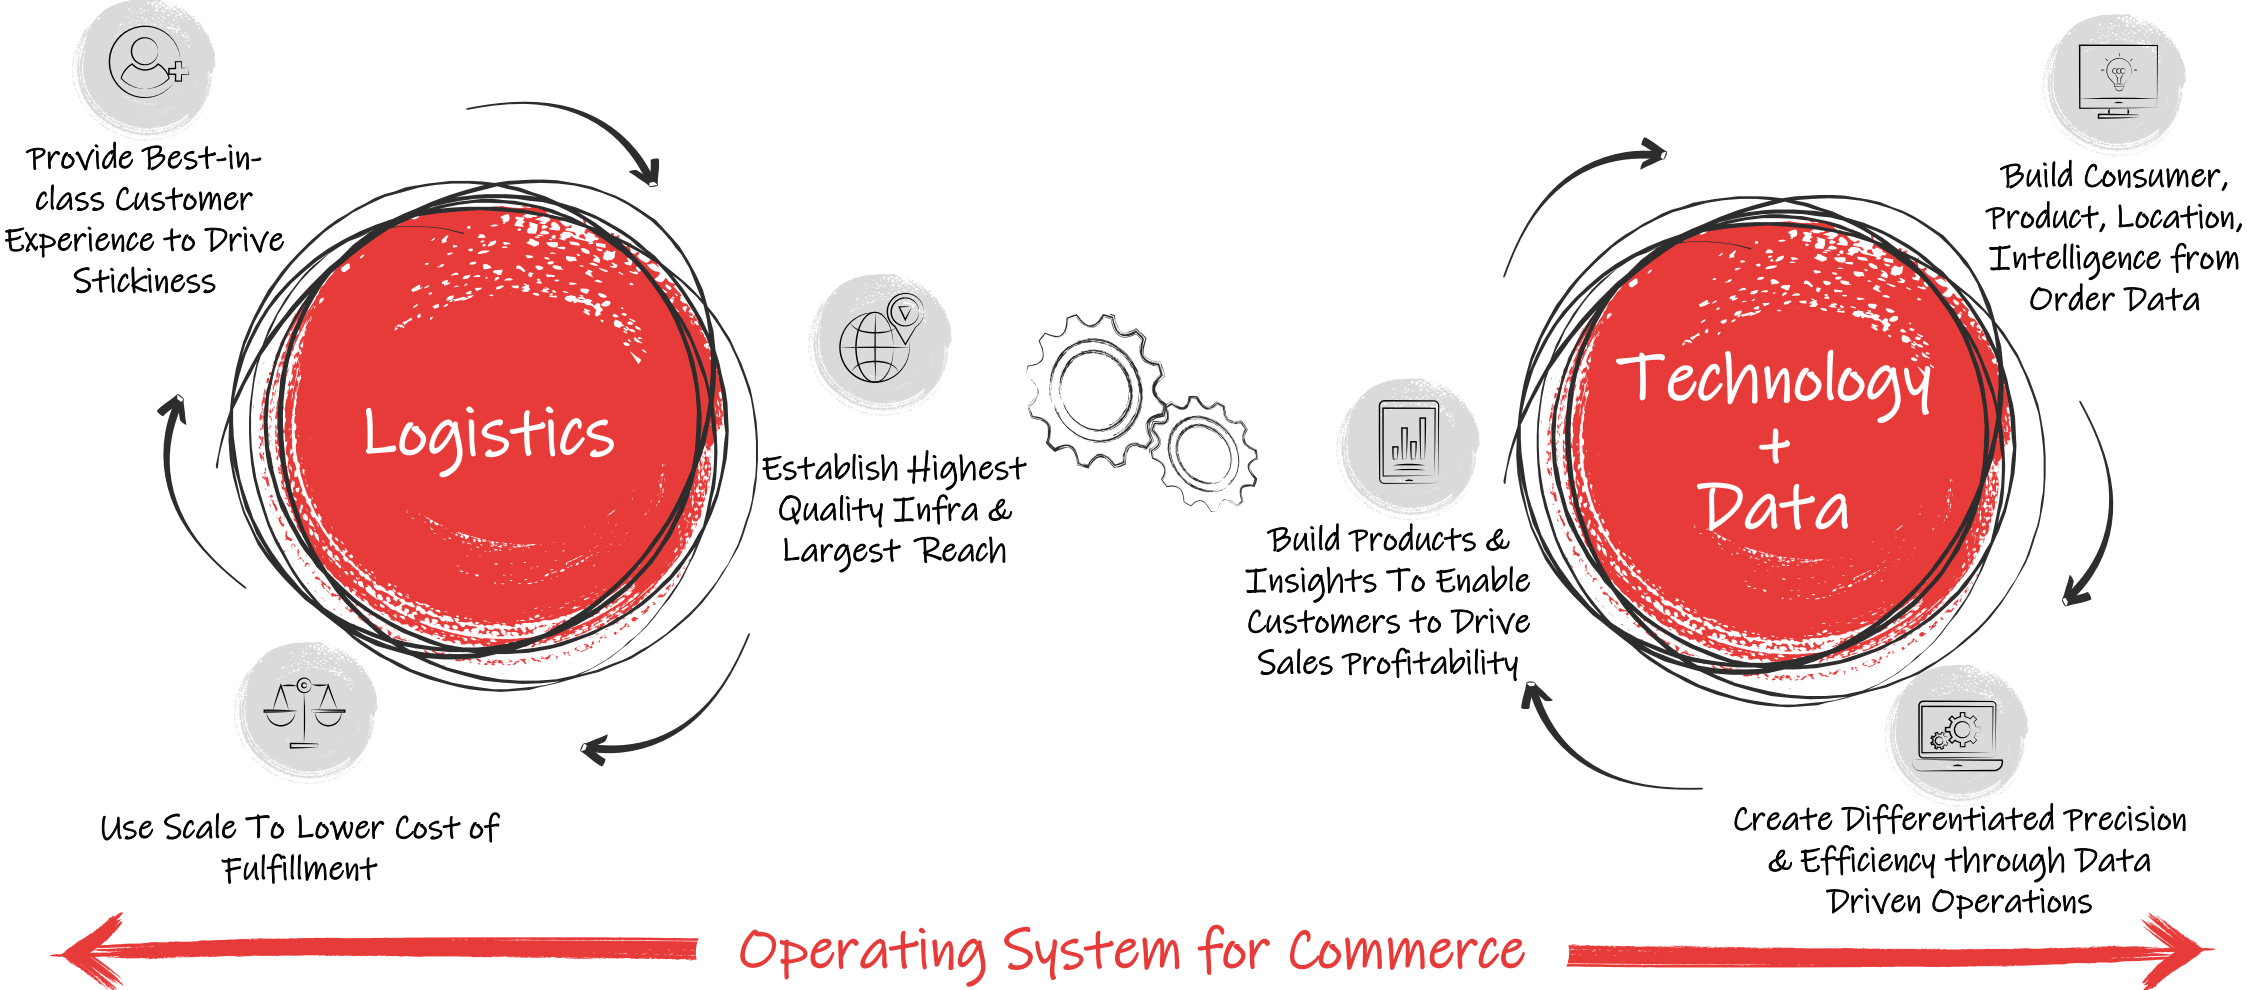 Provide Best-in-
class Customer
Experience to Drive
Stickiness
Logistics
Establish Highest
Quality Infra &
Largest Reach
Use Scale To Lower Cost of
Fulfillment
Build Consumer,
Product, Location,
Intelligence from
Order Data
Technology
+
Data
Build Products &
Insights To Enable
Customers to Drive
Sales Profitability
Create Differentiated Precision
& Efficiency through Data
Driven Operations
Operating System for Commerce